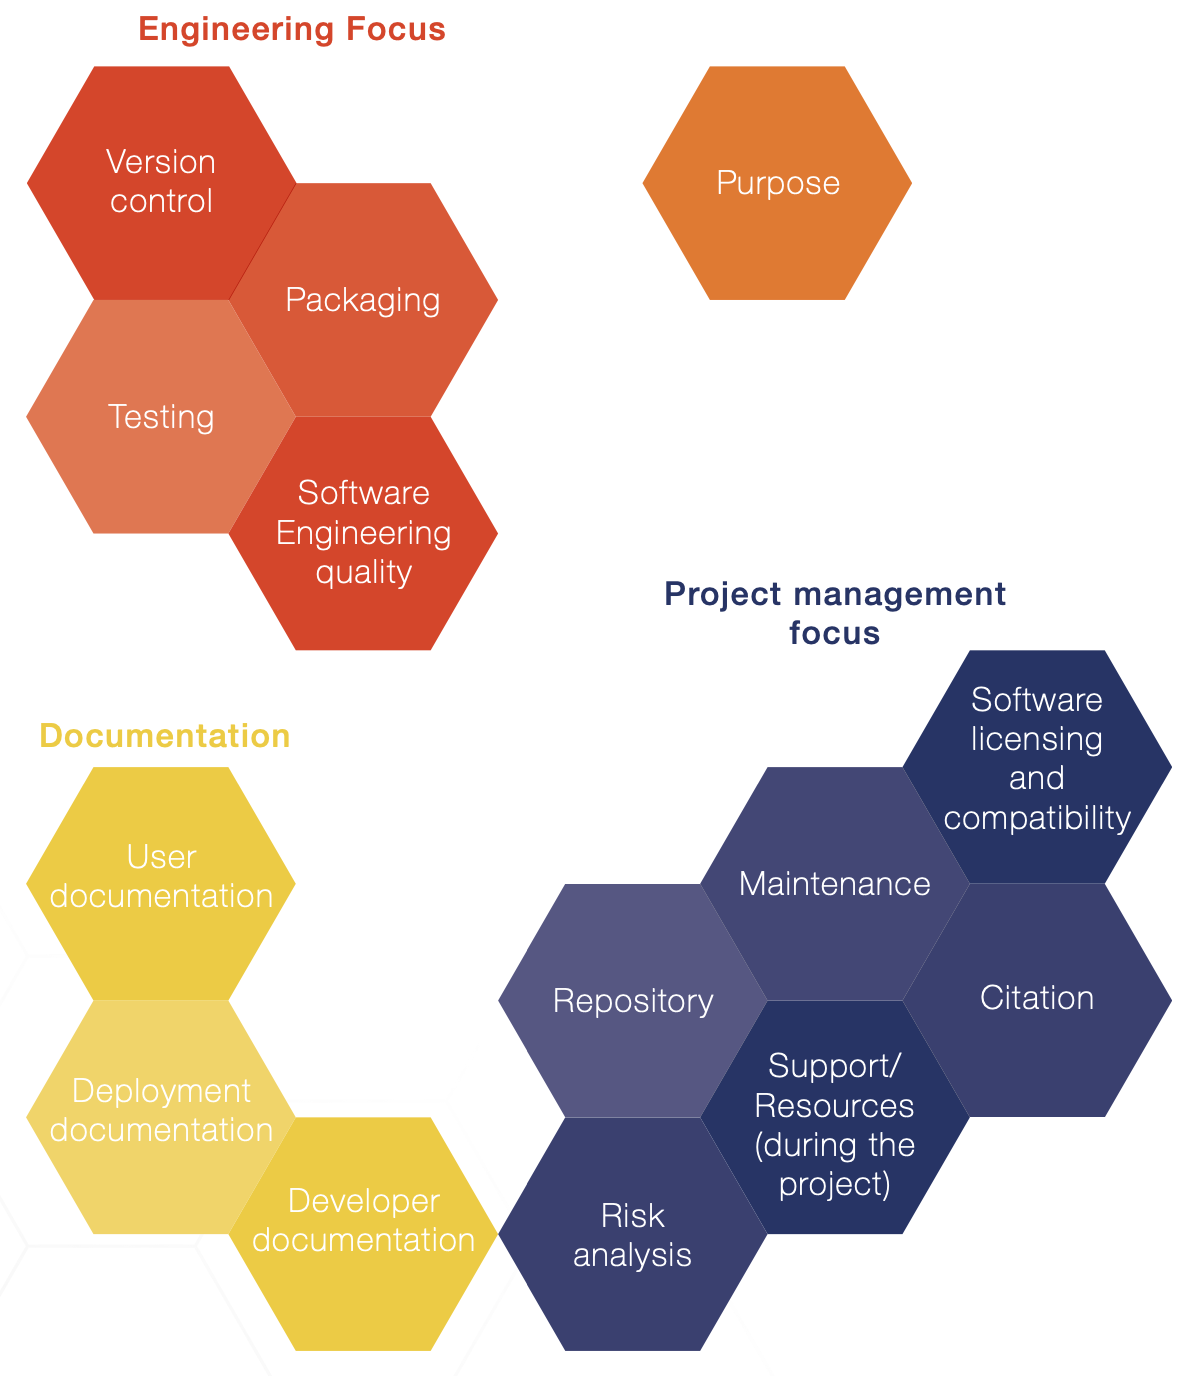 Engineering Focus
Version
control
Packaging
Testing
Software
Engineering
quality
Purpose
Project management
focus
Software
licensing
and
compatibility
Maintenance
Repository
Citation
Support/
Resources
(during the
project)
Risk
analysis
Documentation
User
documentation
Deployment
documentation
Developer
documentation